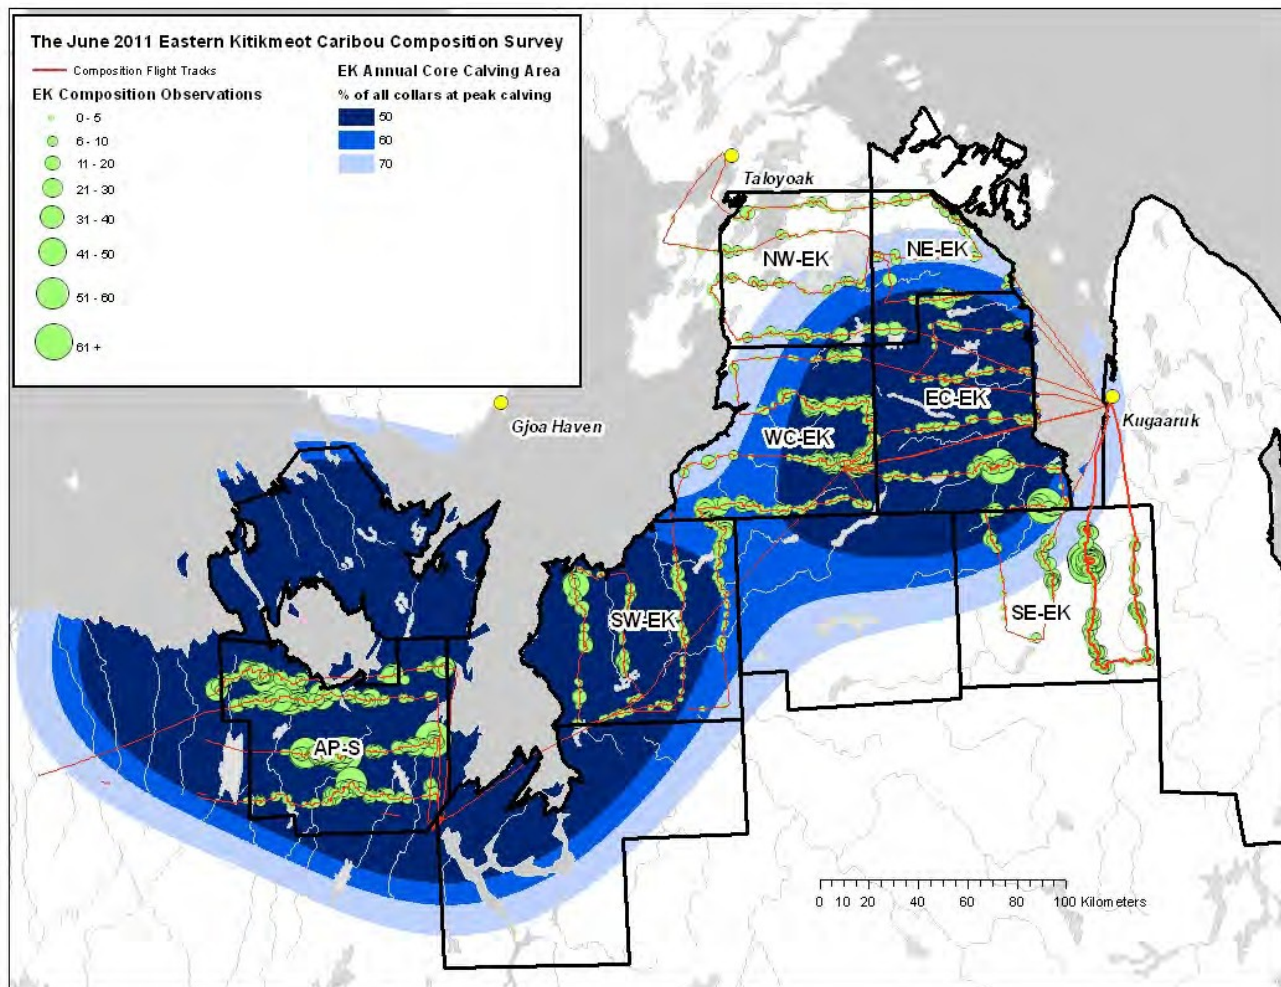 The June 2011 Eastern Kitikmeot Caribou Composition Survey
Composition Flight Tracks
EK Composition Observations
0 - 5
6 - 10
11 - 20
21 - 30
31 - 40
41 - 50
51 - 60
61 +
EK Annual Core Calving Area
% of all collars at peak calving
50
60
70
Taloyoak
NW-EK
NE-EK
Gjoa Haven
EC-EK
Kugaaruk
WC-EK
SW-EK
SE-EK
AP-S
0 10 20 40 60 80 100 Kilometers